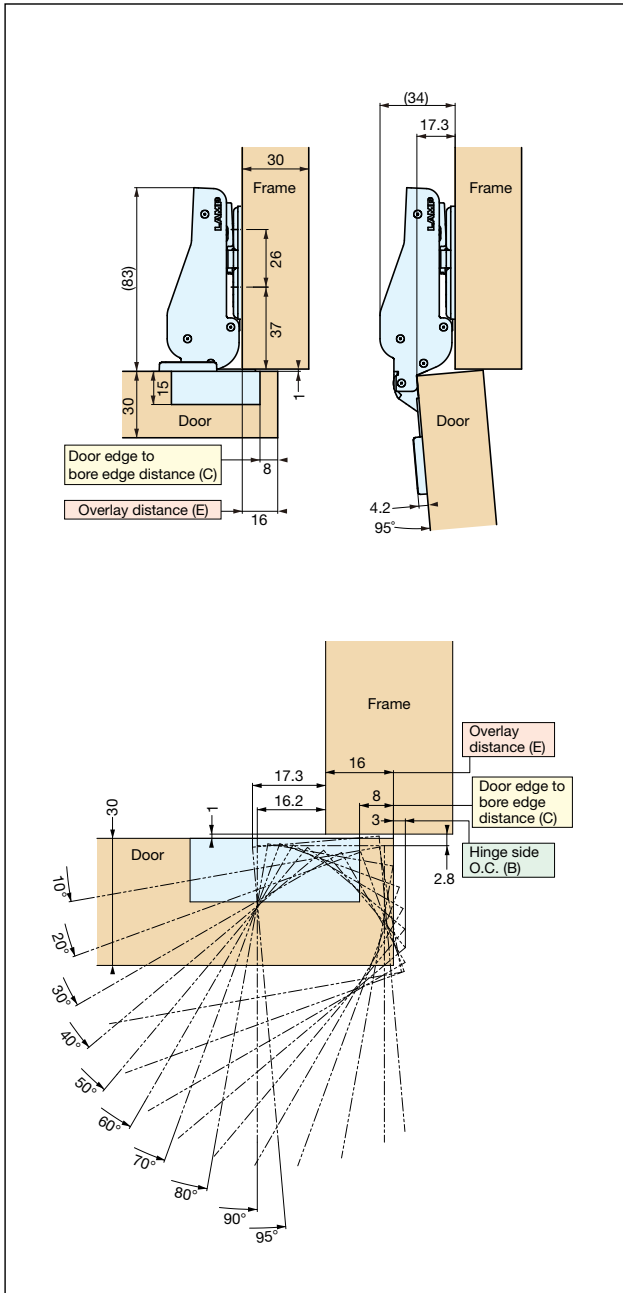 (34)
17.3
30
Frame
Frame
LAMP
LAMP
26
(83)
37
1
15
30
Door
Door
Door edge to
bore edge distance (C)
8
Overlay distance (E)
16
4.2
95°
Frame
Overlay
distance (E)
17.3
16
16.2
8
Door edge to
bore edge
distance (C)
1
3
30
Door
Hinge side
O.C. (B)
2.8
10°
20°
30°
40°
50°
60°
70°
80°
90°
95°